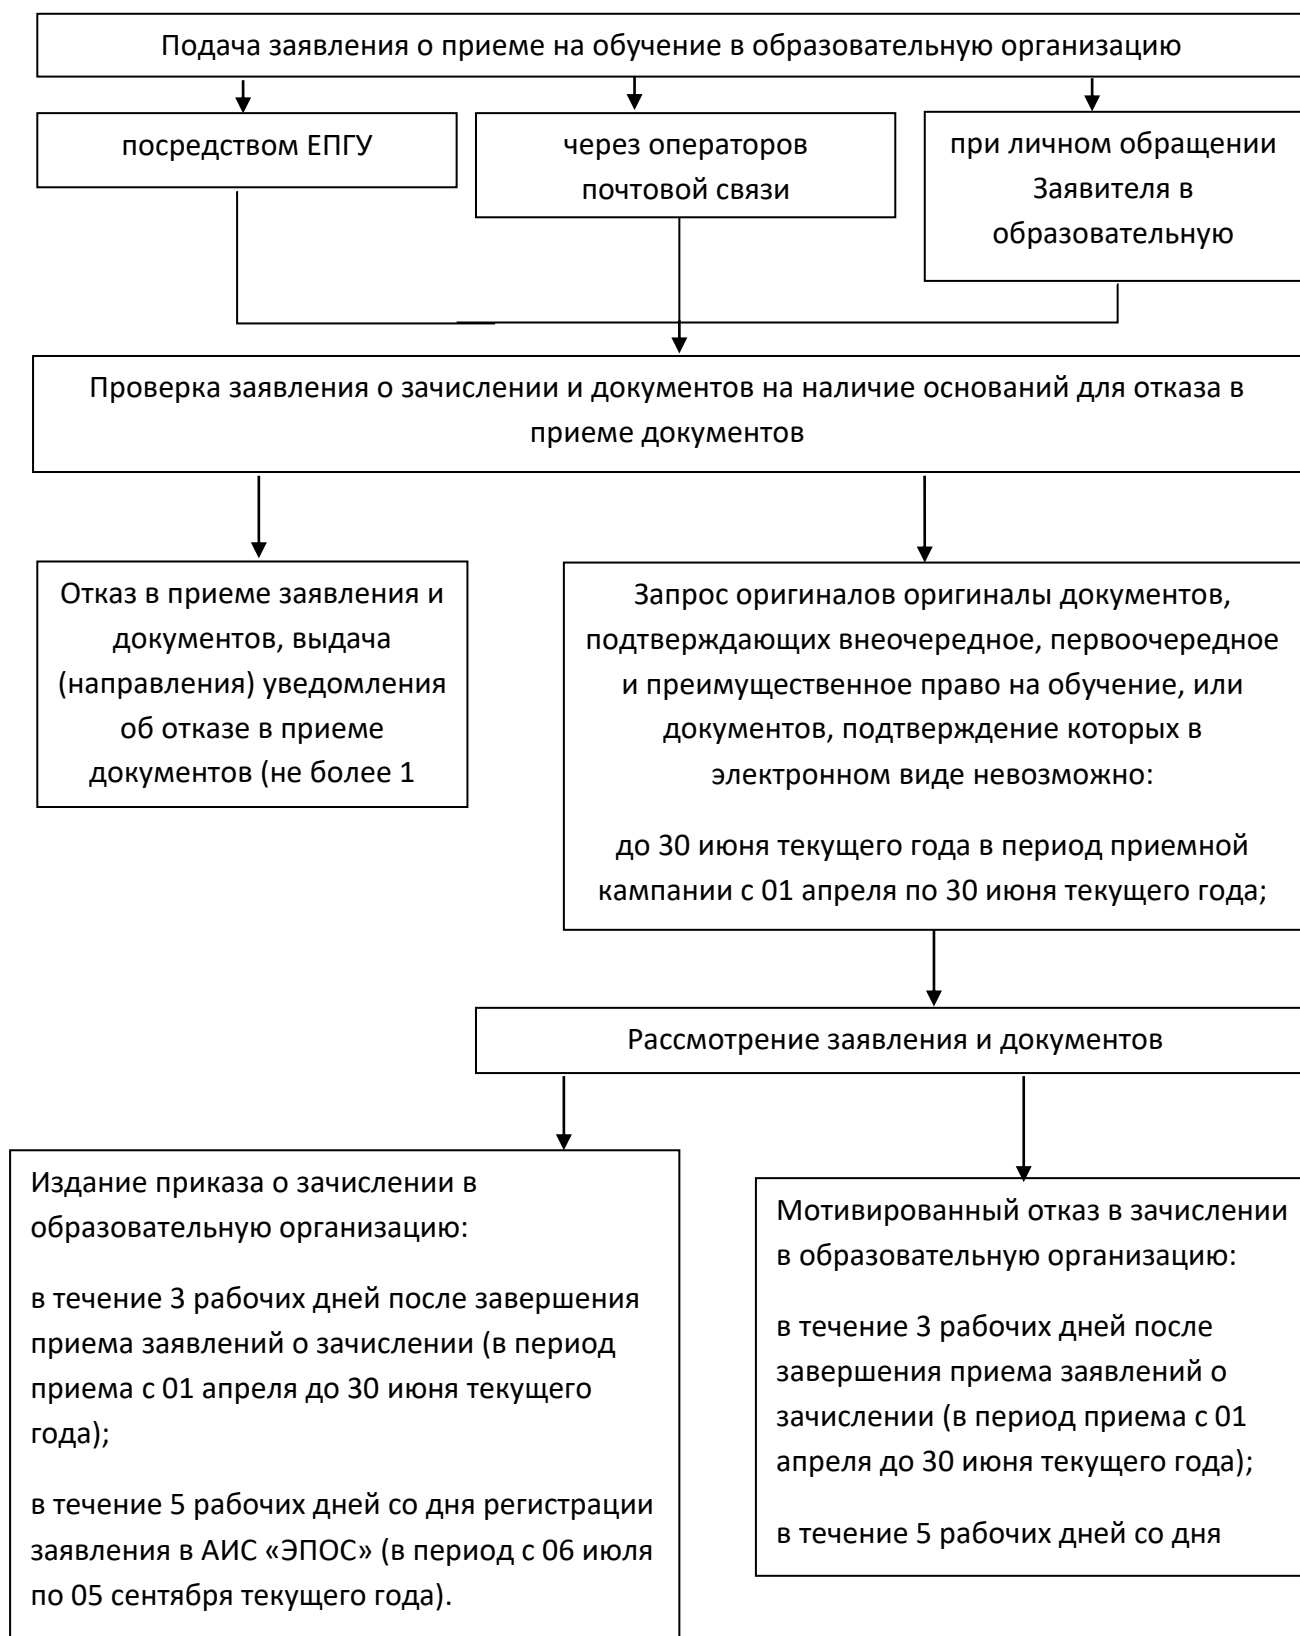 Подача заявления о приеме на обучение в образовательную организацию
посредством ЕПГУ
через операторов
почтовой связи
при личном обращении
Заявителя в
образовательную
Проверка заявления о зачислении и документов на наличие оснований для отказа в
приеме документов
Отказ в приеме заявления и
документов, выдача
(направления) уведомления
об отказе в приеме
документов (не более 1
Запрос оригиналов оригиналы документов,
подтверждающих внеочередное, первоочередное
и преимущественное право на обучение, или
документов, подтверждение которых в
электронном виде невозможно:
до 30 июня текущего года в период приемной
кампании с 01 апреля по 30 июня текущего года;
Рассмотрение заявления и документов
Издание приказа о зачислении в
образовательную организацию:
в течение 3 рабочих дней после завершения
приема заявлений о зачислении (в период
приема с 01 апреля до 30 июня текущего
года);
в течение 5 рабочих дней со дня регистрации
заявления в АИС «ЭПОС» (в период с 06 июля
по 05 сентября текущего года).
Мотивированный отказ в зачислении
в образовательную организацию:
в течение 3 рабочих дней после
завершения приема заявлений о
зачислении (в период приема с 01
апреля до 30 июня текущего года);
в течение 5 рабочих дней со дня